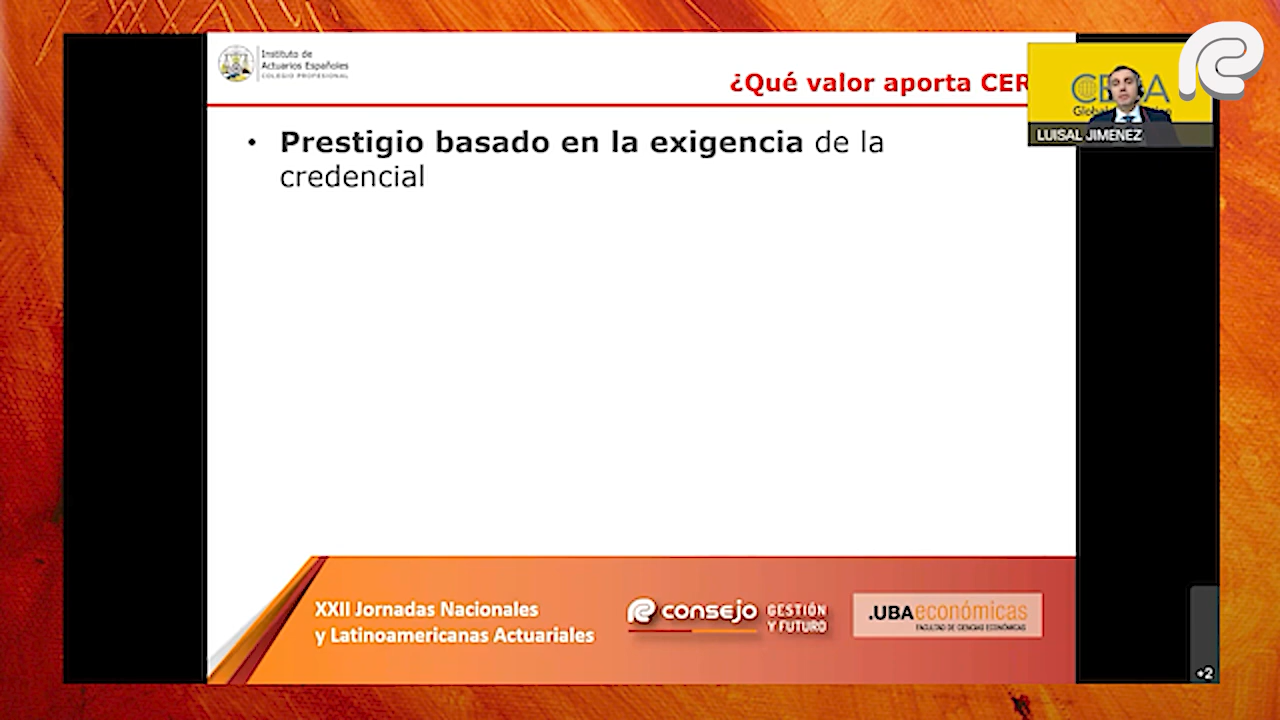 Instituto de
Actuarios Españoles
COLEGIO PROFESIONAL
¿Qué valor aporta CER
LUISAL JIMENEZ
• Prestigio basado en la exigencia de la
credencial
XXII Jornadas Nacionales
y Latinoamericanas Actuariales
consejo
GESTIÓN
Y FUTURO
.UBAeconómicas
FACULTAD DE CIENCIAS ECONÓMICAS
+2